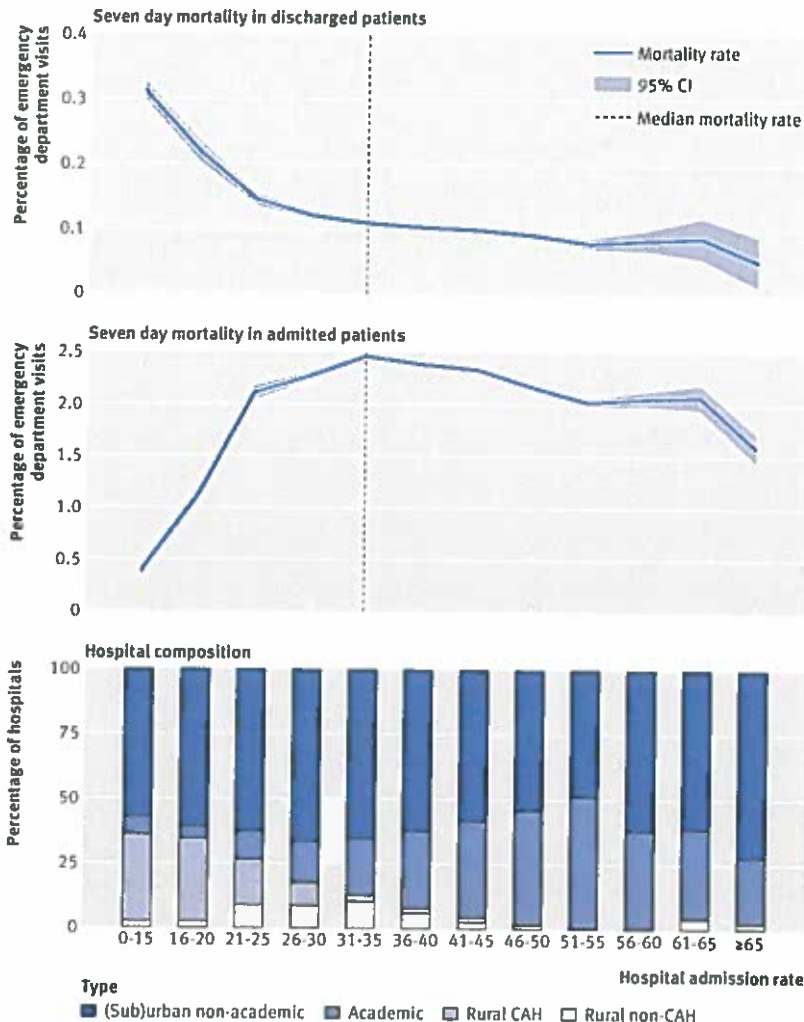 Seven day mortality in discharged patients
Percentage of emergency
department visits
0.4
0.3
0.2
0.1
0
Mortality rate
95% CI
Median mortality rate
Seven day mortality in admitted patients
Percentage of emergency
department visits
2.5
2.0
1.5
1.0
0.5
0
Hospital composition
Percentage of hospitals
100
75
50
25
0
0-15 16-20 21-25 26-30 31-35 36-40 41-45 46-50 51-55 56-60 61-65 ≥65
Hospital admission rate
Type
(Sub)urban non-academic Academic Rural CAH Rural non-CAH